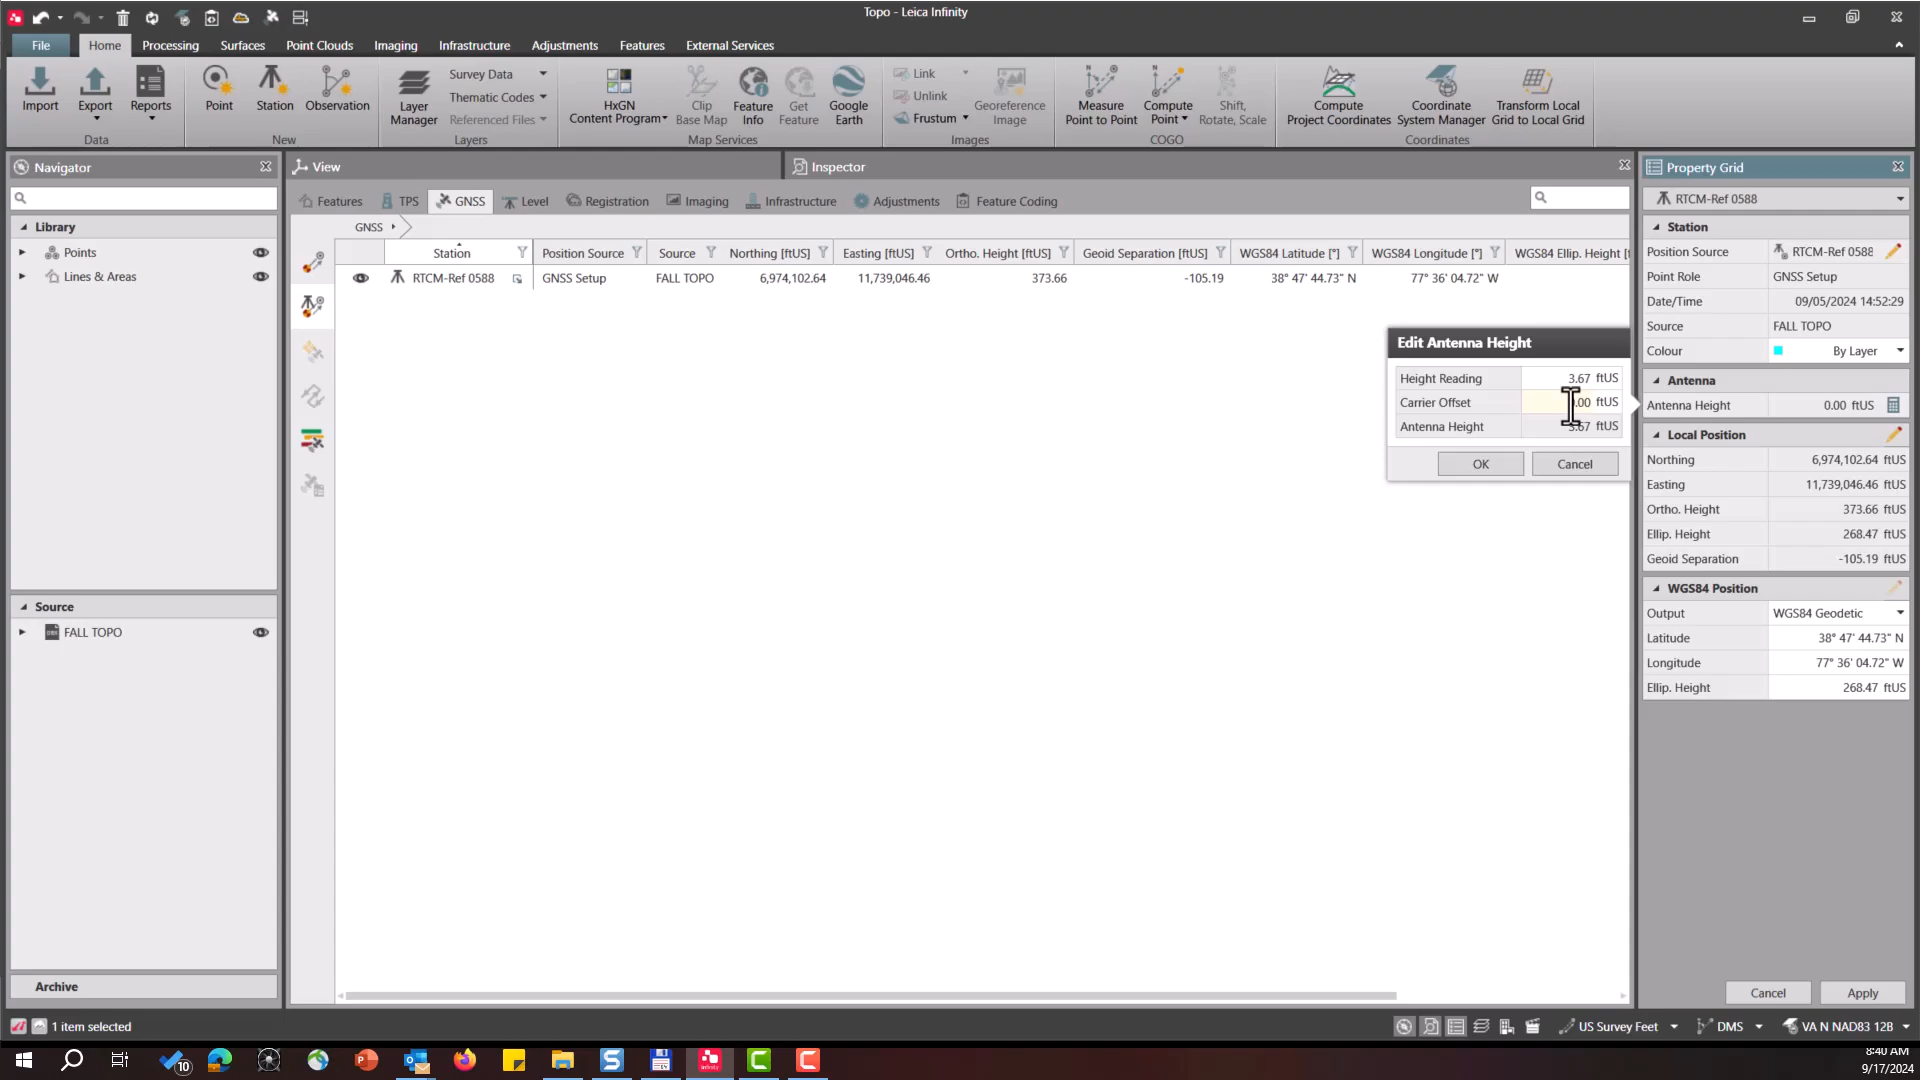 Topo - Leica Infinity
File Home Processing Surfaces Point Clouds Imaging Infrastructure Adjustments Features External Services
Import Export Reports Point Station Observation Layer Manager Survey Data Thematic Codes Referenced Files
HxGN Content Program Clip Base Map Feature Info Get Feature Google Earth Link Unlink Frustum Georeference Image
Measure Point to Point Compute Point Shift, Rotate, Scale Compute Project Coordinates Coordinate System Manager Transform Local Grid to Local Grid
Data New Layers Map Services Images COGO Coordinates
Navigator
Library
Points
Lines & Areas
Source
FALL TOPO
Archive
View Inspector
Features TPS GNSS Level Registration Imaging Infrastructure Adjustments Feature Coding
GNSS
Station Position Source Source Northing [ftUS] Easting [ftUS] Ortho. Height [ftUS] Geoid Separation [ftUS] WGS84 Latitude [°] WGS84 Longitude [°] WGS84 Ellip. Height [f
RTCM-Ref 0588 GNSS Setup FALL TOPO 6,974,102.64 11,739,046.46 373.66 -105.19 38° 47' 44.73" N 77° 36' 04.72" W
Edit Antenna Height
Height Reading 3.67 ftUS
Carrier Offset .00 ftUS
Antenna Height 3.67 ftUS
OK Cancel
Property Grid
RTCM-Ref 0588
Station
Position Source RTCM-Ref 0588
Point Role GNSS Setup
Date/Time 09/05/2024 14:52:29
Source FALL TOPO
Colour By Layer
Antenna
Antenna Height 0.00 ftUS
Local Position
Northing 6,974,102.64 ftUS
Easting 11,739,046.46 ftUS
Ortho. Height 373.66 ftUS
Ellip. Height 268.47 ftUS
Geoid Separation -105.19 ftUS
WGS84 Position
Output WGS84 Geodetic
Latitude 38° 47' 44.73" N
Longitude 77° 36' 04.72" W
Ellip. Height 268.47 ftUS
Cancel Apply
1 item selected
US Survey Feet DMS VA N NAD83 12B
10
8:40 AM
9/17/2024